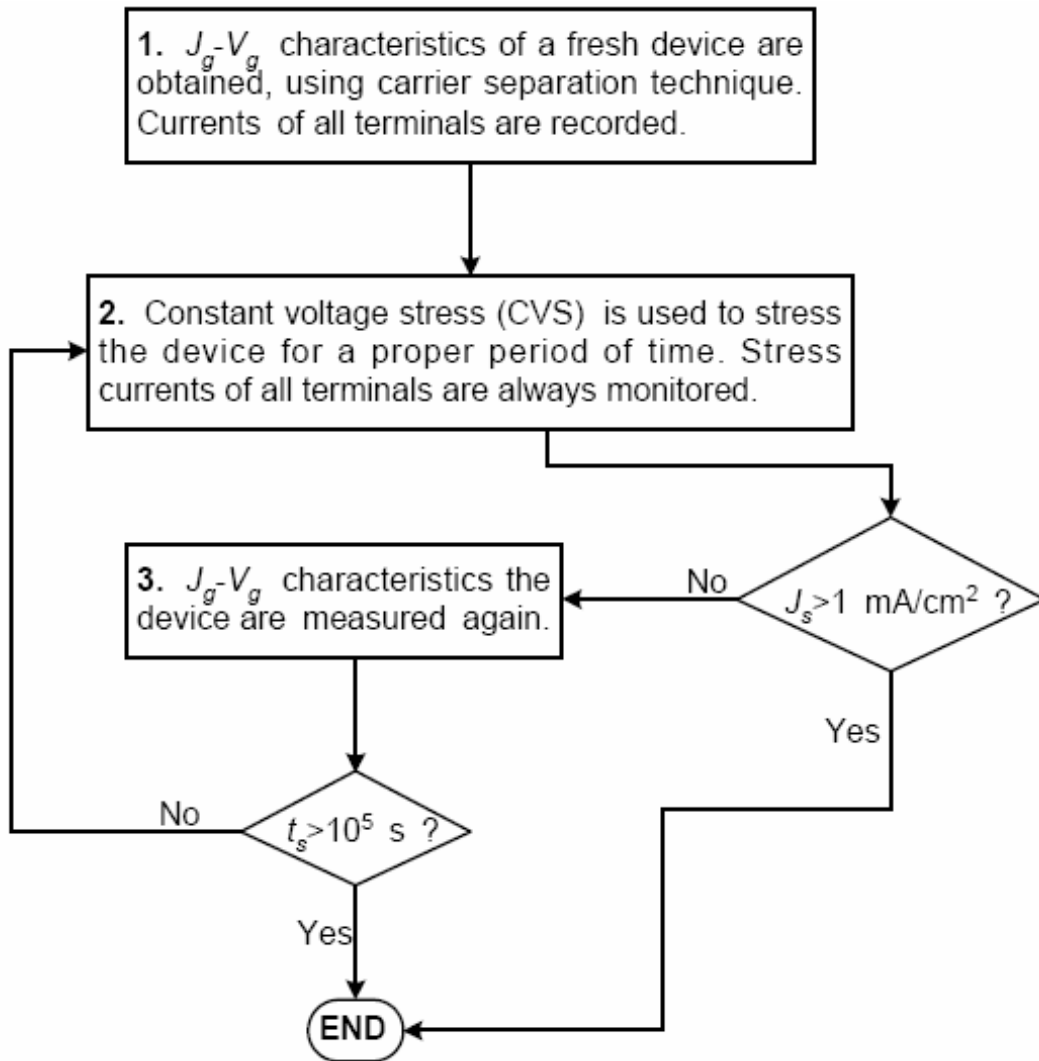 1. Jg-Vg characteristics of a fresh device are
obtained, using carrier separation technique.
Currents of all terminals are recorded.
2. Constant voltage stress (CVS) is used to stress
the device for a proper period of time. Stress
currents of all terminals are always monitored.
No
Js>1 mA/cm² ?
3. Jg-Vg characteristics the
device are measured again.
Yes
No
ts>10⁵ s ?
Yes
END